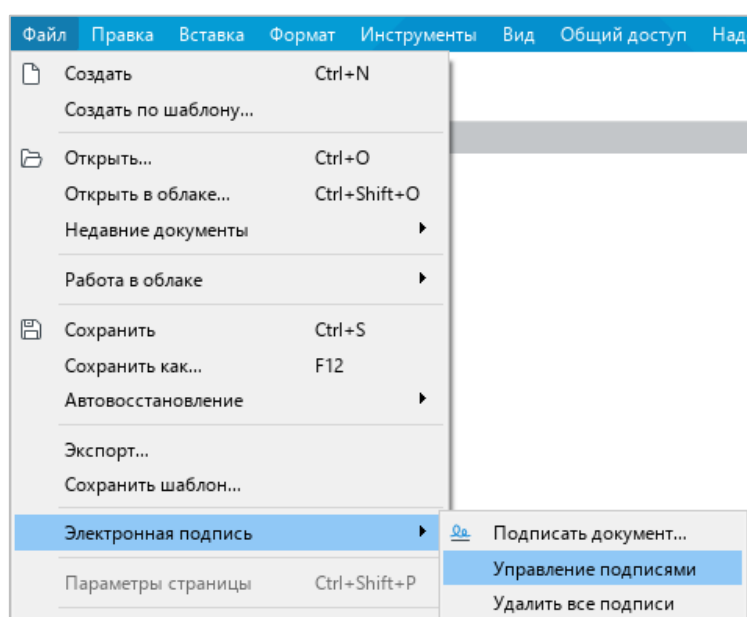 Файл Правка Вставка Формат Инструменты Вид Общий доступ Над
Создать Ctrl+N
Создать по шаблону...
Открыть... Ctrl+O
Открыть в облаке... Ctrl+Shift+O
Недавние документы
Работа в облаке
Сохранить Ctrl+S
Сохранить как... F12
Автовосстановление
Экспорт...
Сохранить шаблон...
Электронная подпись
Подписать документ...
Управление подписями
Параметры страницы Ctrl+Shift+P
Удалить все подписи